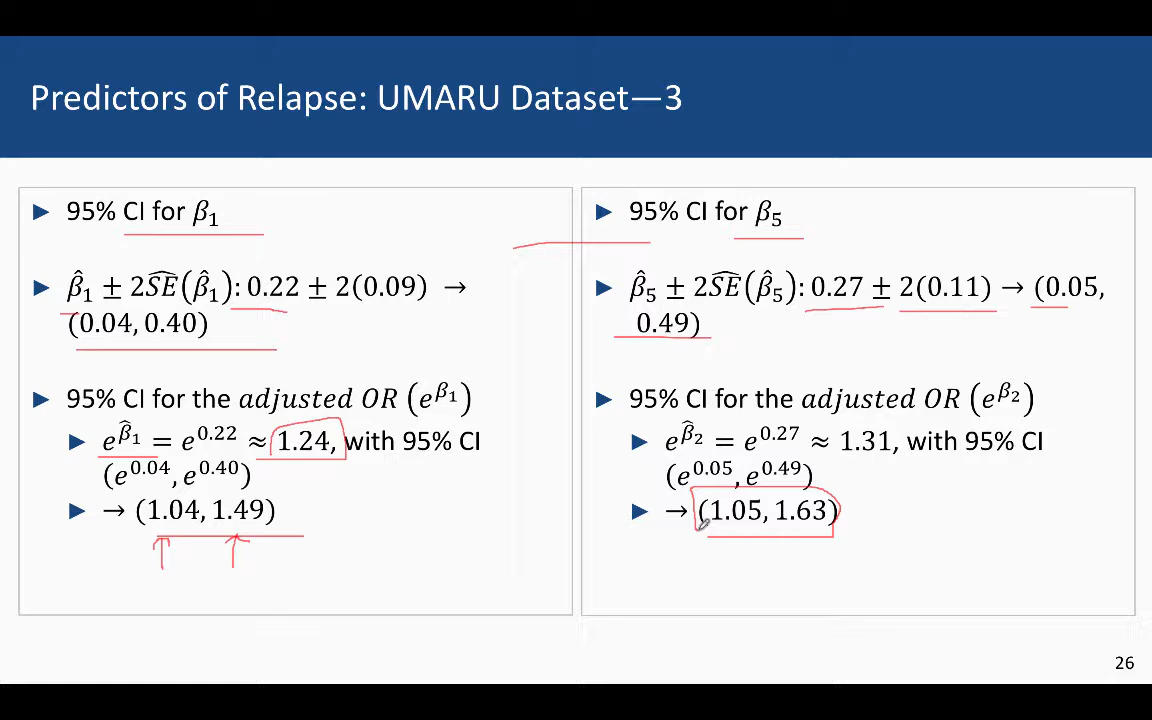 Predictors of Relapse: UMARU Dataset—3
► 95% CI for β₁
► β̂₁ ± 2SÊ(β̂₁): 0.22 ± 2(0.09) →
(0.04, 0.40)
► 95% CI for the adjusted OR (e^β₁)
► e^β̂₁ = e^0.22 ≈ 1.24, with 95% CI
(e^0.04, e^0.40)
► → (1.04, 1.49)
► 95% CI for β₅
► β̂₅ ± 2SÊ(β̂₅): 0.27 ± 2(0.11) → (0.05,
0.49)
► 95% CI for the adjusted OR (e^β₂)
► e^β̂₂ = e^0.27 ≈ 1.31, with 95% CI
(e^0.05, e^0.49)
► → (1.05, 1.63)
26